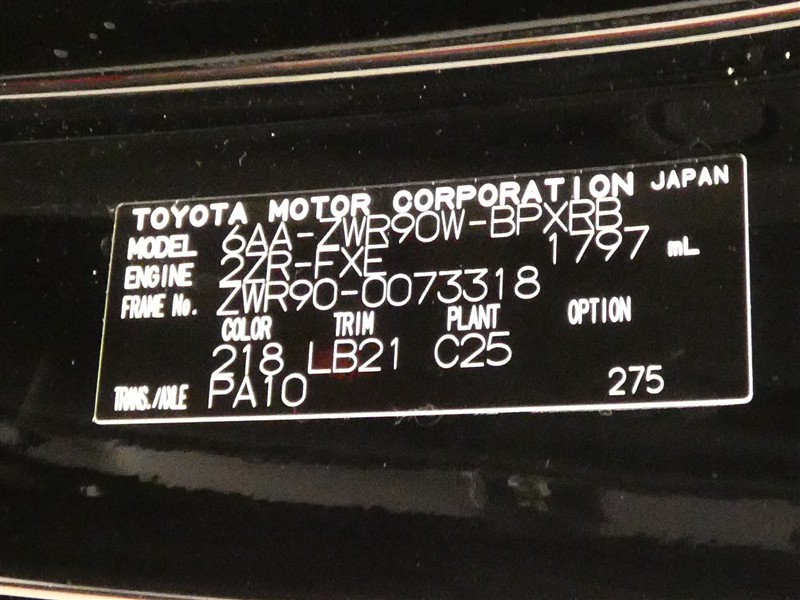 TOYOTA MOTOR CORPORATION JAPAN
MODEL 6AA-ZWR90W-BPXRB
ENGINE 2ZR-FXE 1797 mL
FRAME No. ZWR90-0073318
COLOR TRIM PLANT OPTION
218 LB21 C25
TRANS./AXLE PA10 275